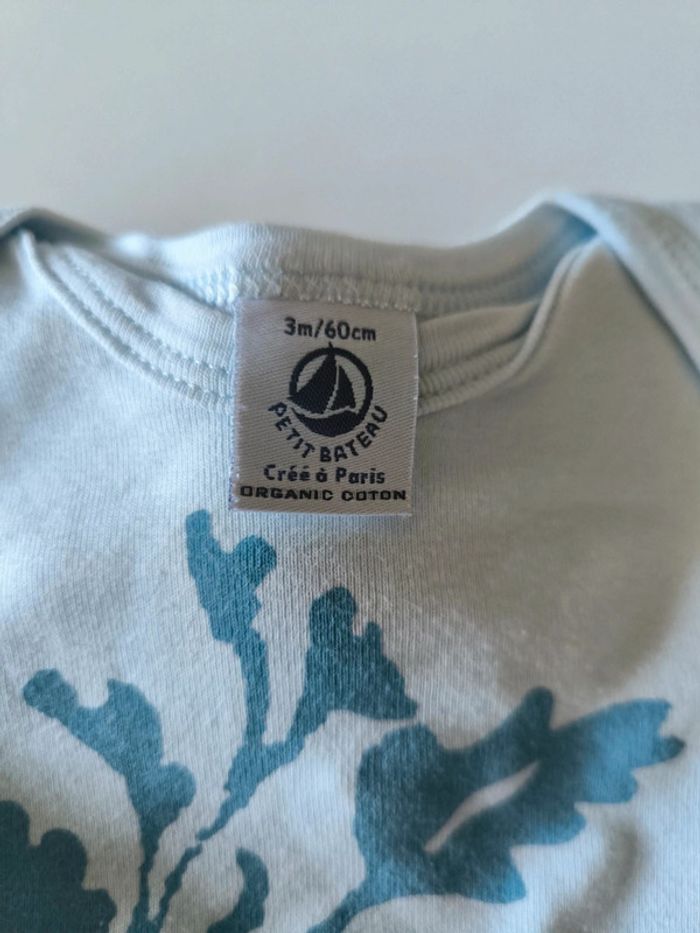 3m/60cm
PETIT BATEAU
Créé à Paris
ORGANIC COTON